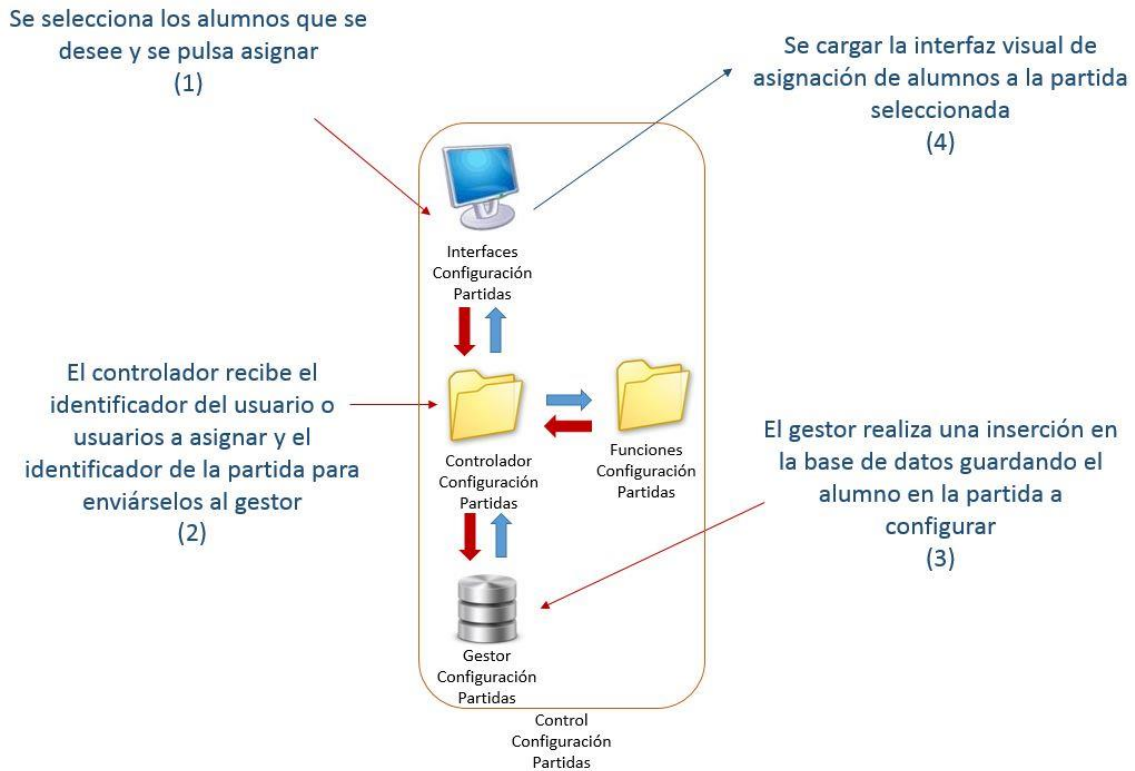 Se selecciona los alumnos que se
desee y se pulsa asignar
(1)
Se cargar la interfaz visual de
asignación de alumnos a la partida
seleccionada
(4)
Interfaces
Configuración
Partidas
El controlador recibe el
identificador del usuario o
usuarios a asignar y el
identificador de la partida para
enviárselos al gestor
(2)
Controlador
Configuración
Partidas
Funciones
Configuración
Partidas
El gestor realiza una inserción en
la base de datos guardando el
alumno en la partida a
configurar
(3)
Gestor
Configuración
Partidas
Control
Configuración
Partidas